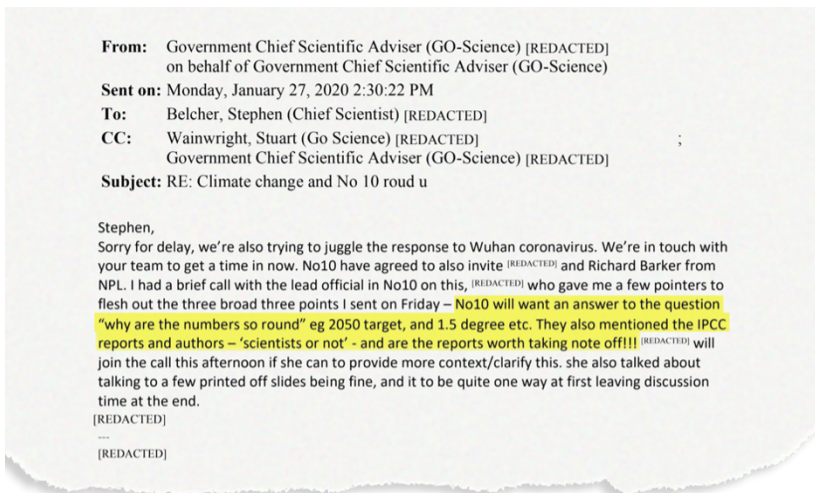 From: Government Chief Scientific Adviser (GO-Science) [REDACTED]
on behalf of Government Chief Scientific Adviser (GO-Science)
Sent on: Monday, January 27, 2020 2:30:22 PM
To: Belcher, Stephen (Chief Scientist) [REDACTED]
CC: Wainwright, Stuart (Go Science) [REDACTED] ;
Government Chief Scientific Adviser (GO-Science) [REDACTED]
Subject: RE: Climate change and No 10 roud u
Stephen,
Sorry for delay, we're also trying to juggle the response to Wuhan coronavirus. We're in touch with
your team to get a time in now. No10 have agreed to also invite [REDACTED] and Richard Barker from
NPL. I had a brief call with the lead official in No10 on this, [REDACTED] who gave me a few pointers to
flesh out the three broad three points I sent on Friday – No10 will want an answer to the question
"why are the numbers so round" eg 2050 target, and 1.5 degree etc. They also mentioned the IPCC
reports and authors – 'scientists or not' - and are the reports worth taking note off!!! [REDACTED] will
join the call this afternoon if she can to provide more context/clarify this. she also talked about
talking to a few printed off slides being fine, and it to be quite one way at first leaving discussion
time at the end.
[REDACTED]
---
[REDACTED]